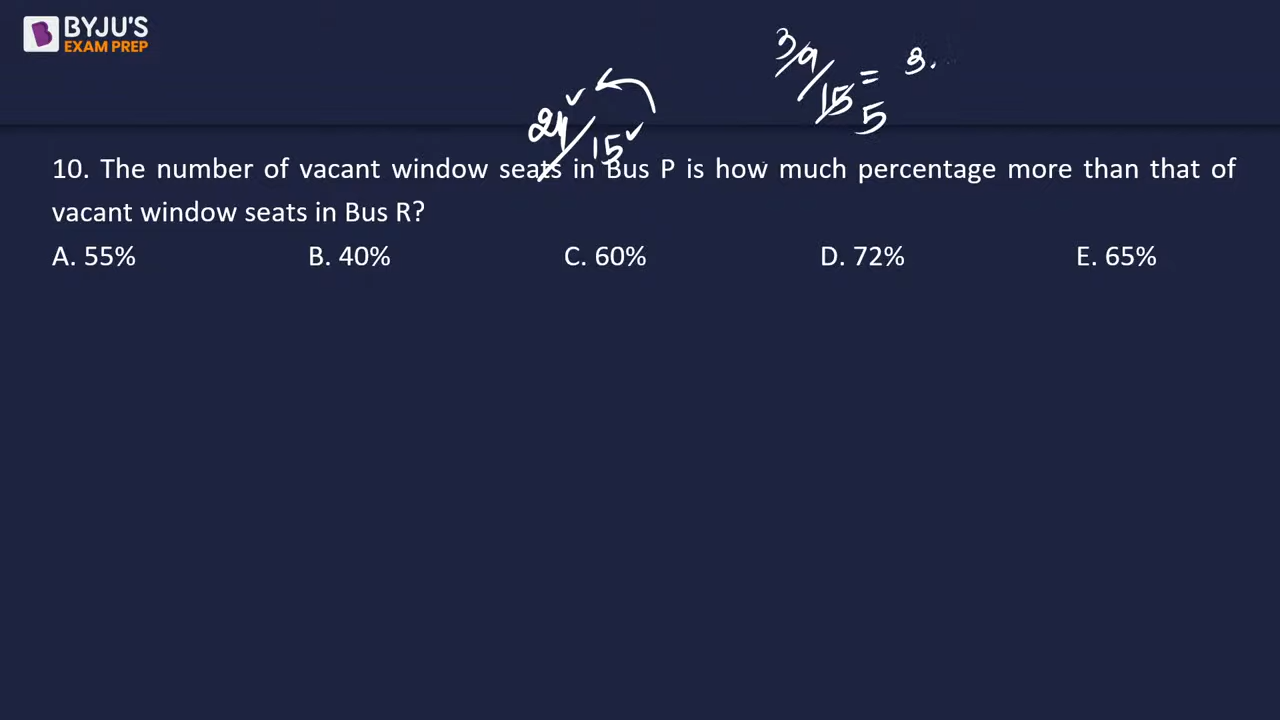 BYJU'S
EXAM PREP
24/15
3 9/15 = 3.
5
10. The number of vacant window seats in Bus P is how much percentage more than that of
vacant window seats in Bus R?
A. 55% B. 40% C. 60% D. 72% E. 65%